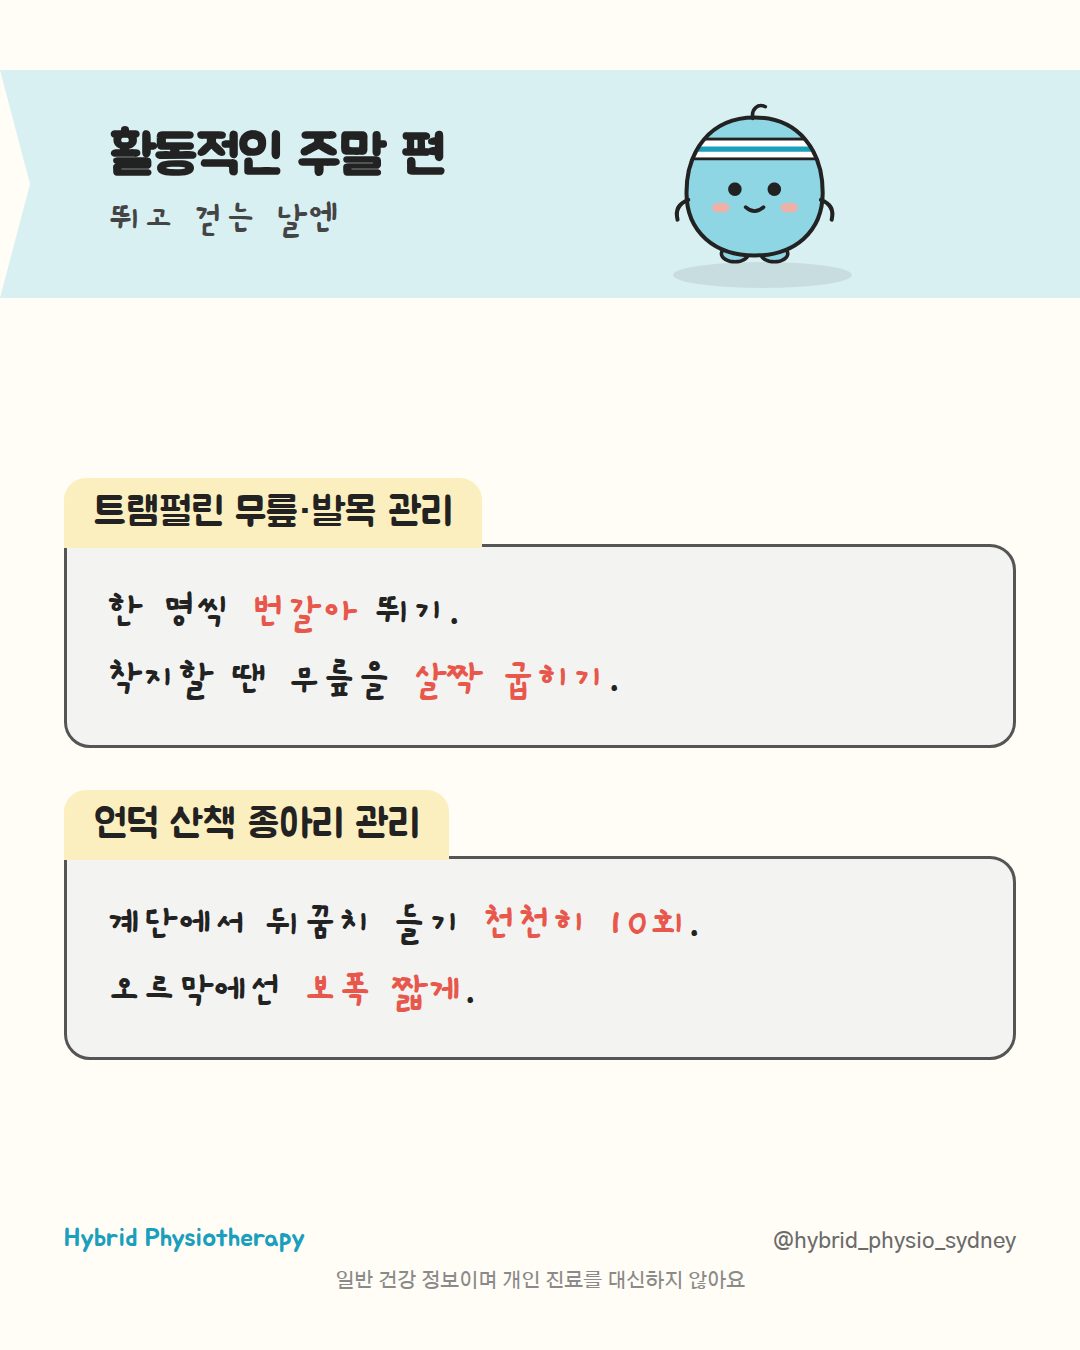 활동적인 주말 편
뛰고 걷는 날엔
트램펄린 무릎·발목 관리
한 명씩 번갈아 뛰기.
착지할 땐 무릎을 살짝 굽히기.
언덕 산책 종아리 관리
계단에서 뒤꿈치 들기 천천히 10회.
오르막에선 보폭 짧게.
Hybrid Physiotherapy
@hybrid_physio_sydney
일반 건강 정보이며 개인 진료를 대신하지 않아요